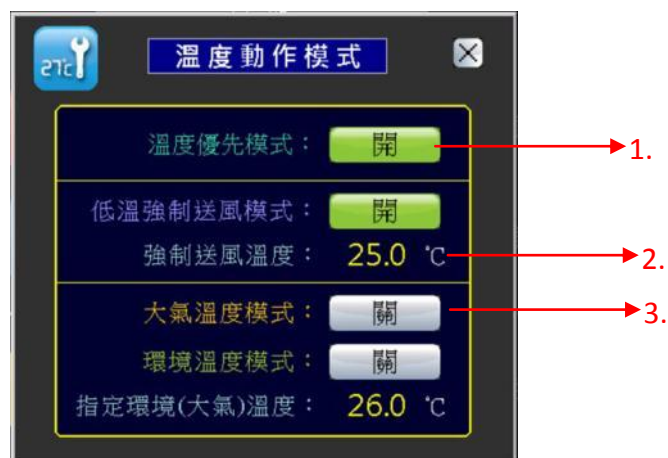 27℃
溫度動作模式
溫度優先模式： 開 1.
低溫強制送風模式： 開
強制送風溫度： 25.0 ℃ 2.
大氣溫度模式： 關 3.
環境溫度模式： 關
指定環境(大氣)溫度： 26.0 ℃